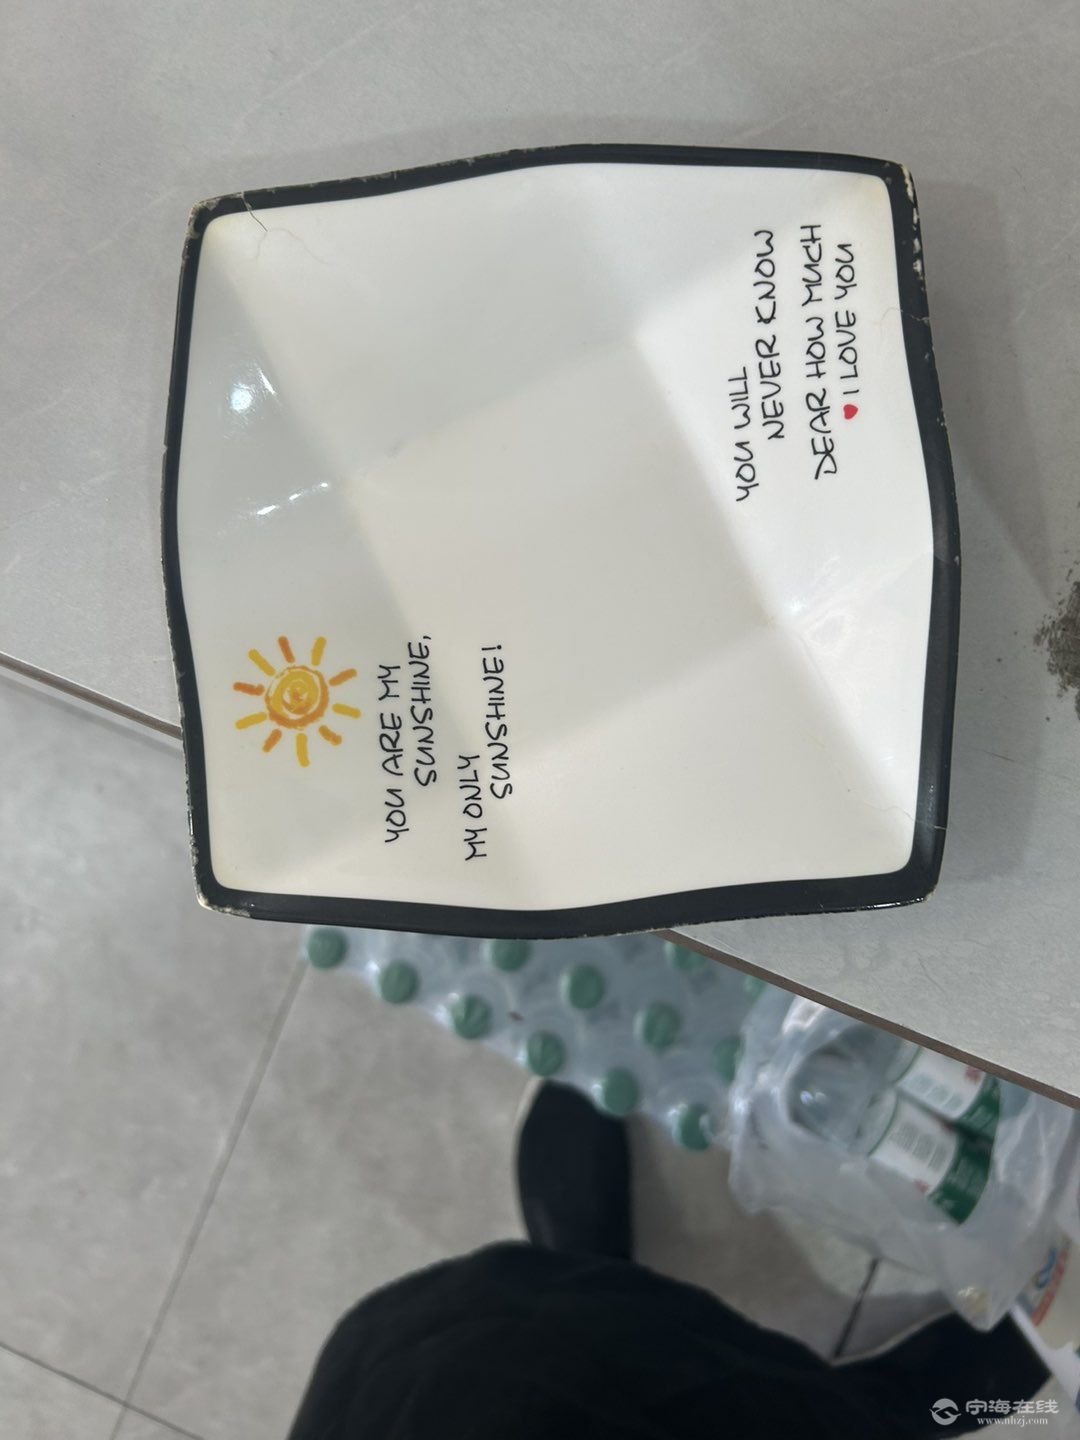 YOU ARE MY
SUNSHINE,
MY ONLY
SUNSHINE!
YOU WILL
NEVER KNOW
DEAR HOW MUCH
I LOVE YOU
宁海在线
www.nhzj.com